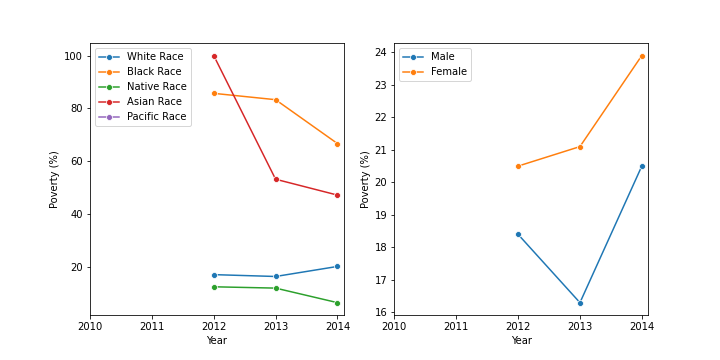 White Race
Black Race
Native Race
Asian Race
Pacific Race
Poverty (%)
100
80
60
40
20
2010 2011 2012 2013 2014
Year
Male
Female
Poverty (%)
24
23
22
21
20
19
18
17
16
2010 2011 2012 2013 2014
Year